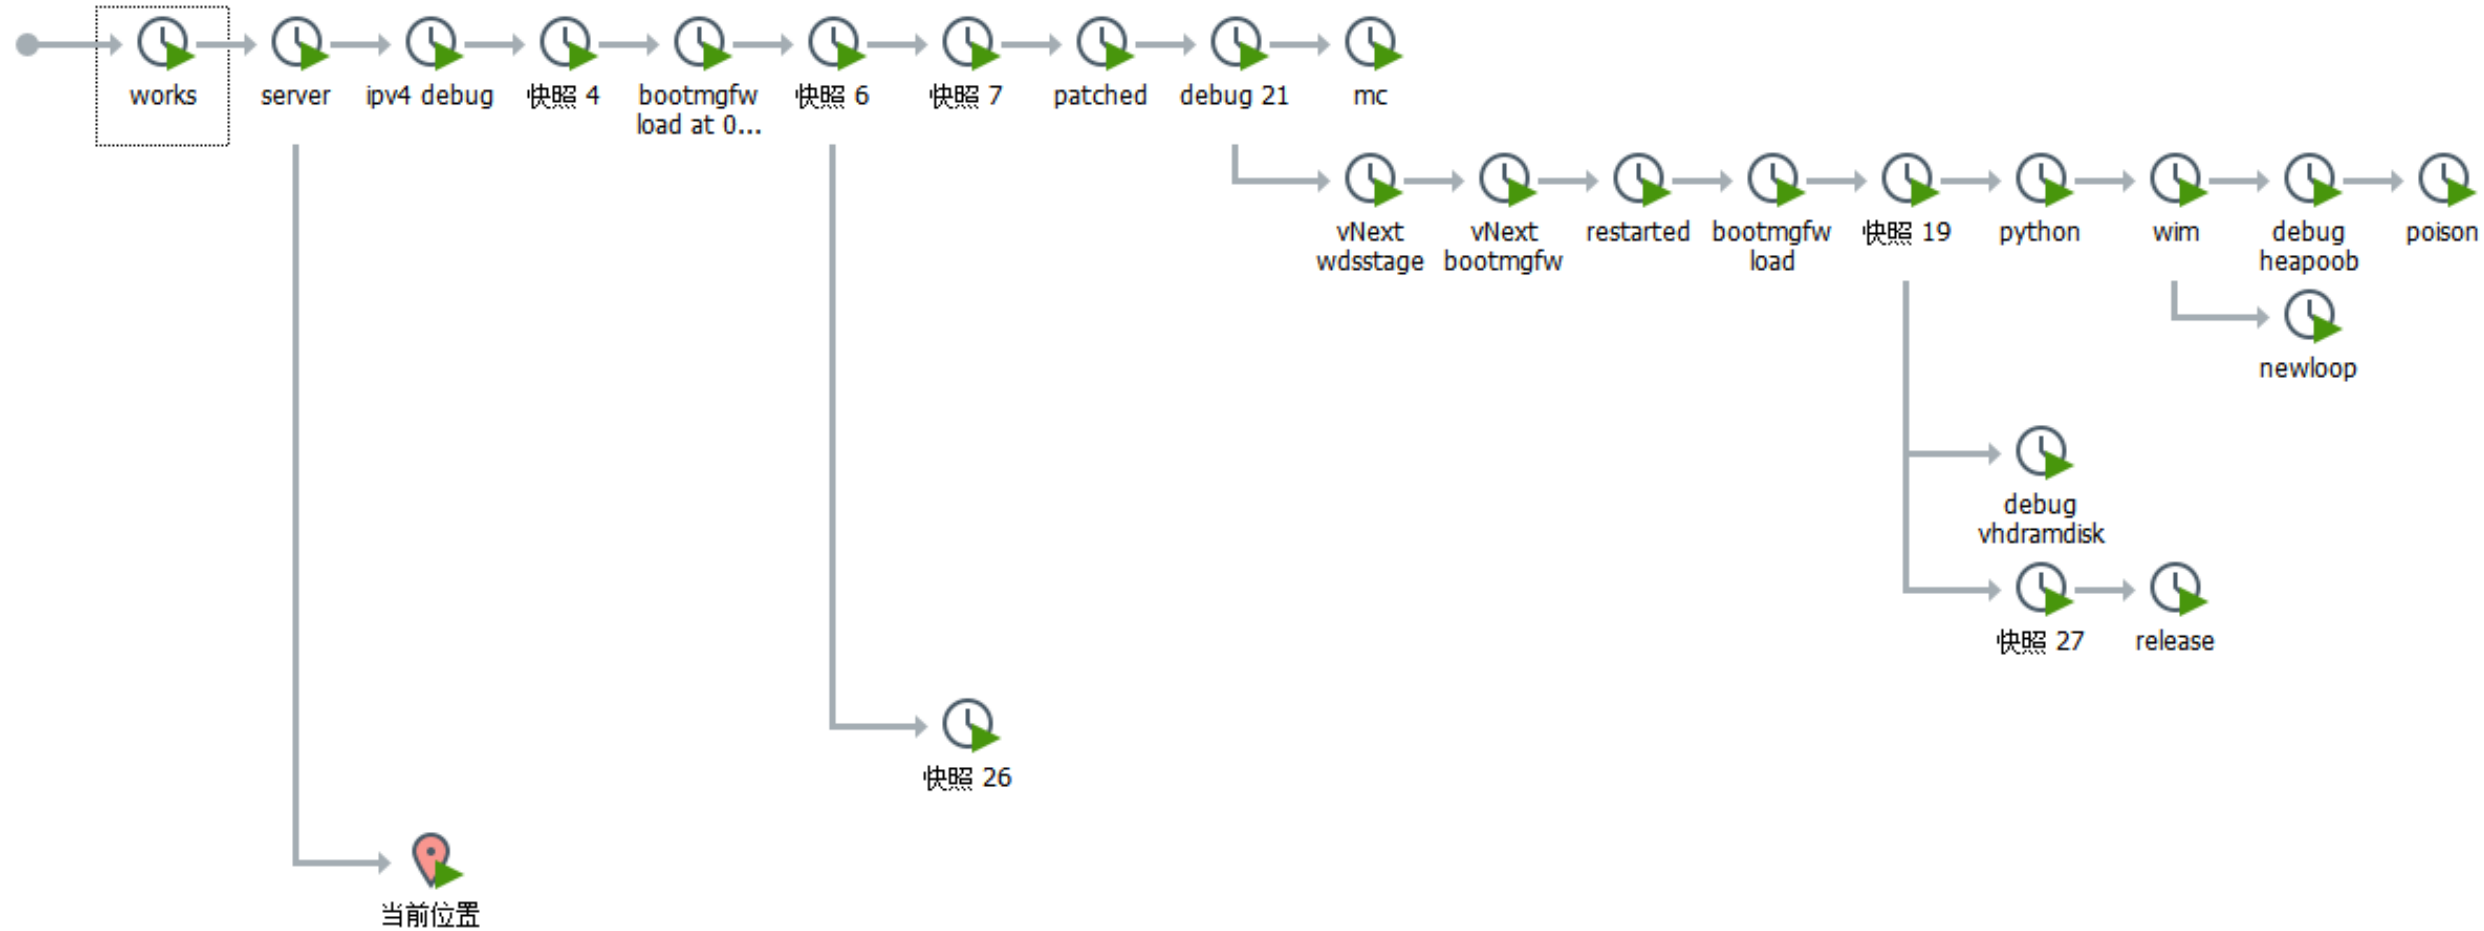 works
server
ipv4 debug
快照 4
bootmgfw
load at 0...
快照 6
快照 7
patched
debug 21
mc
vNext
wdsstage
vNext
bootmgfw
restarted
bootmgfw
load
快照 19
python
wim
debug
heapoob
poison
newloop
debug
vhdramdisk
快照 27
release
快照 26
当前位置